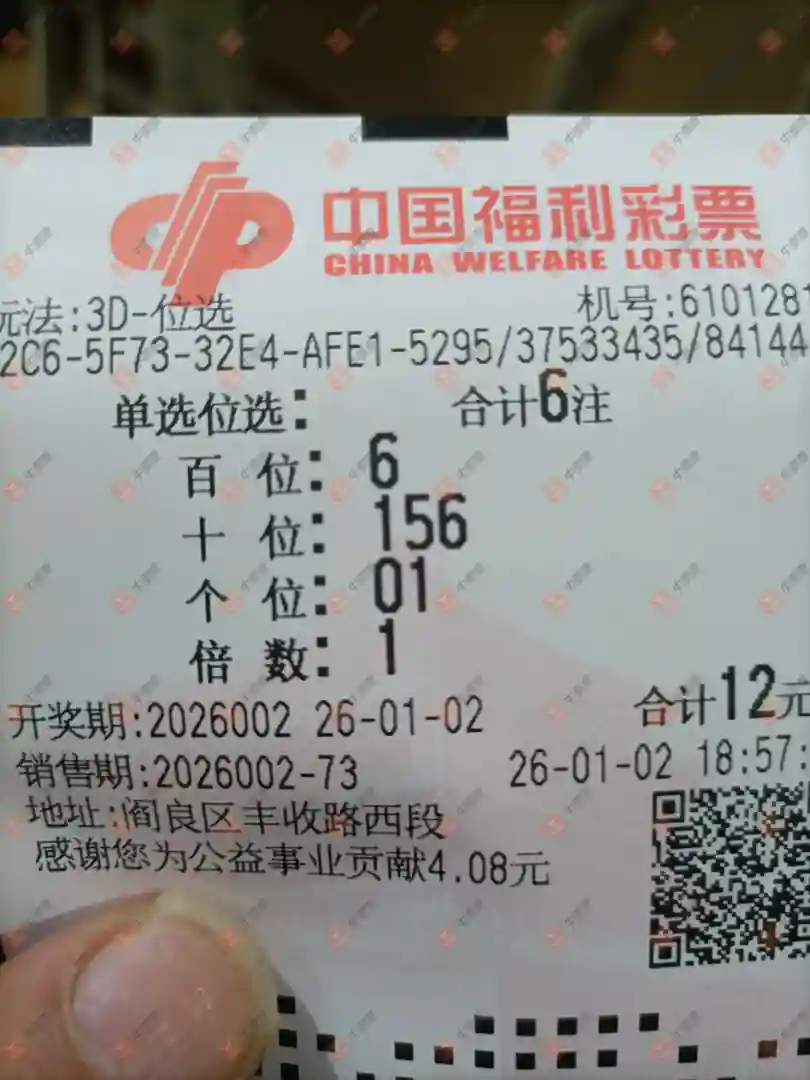 中国福利彩票
CHINA WELFARE LOTTERY
玩法:3D-位选 机号:6101281
2C6-5F73-32E4-AFE1-5295/37533435/84144
单选位选: 合计6注
百 位: 6
十 位: 156
个 位: 01
倍 数: 1
开奖期:2026002 26-01-02 合计12元
销售期:2026002-73 26-01-02 18:57:
地址:阎良区丰收路西段
感谢您为公益事业贡献4.08元